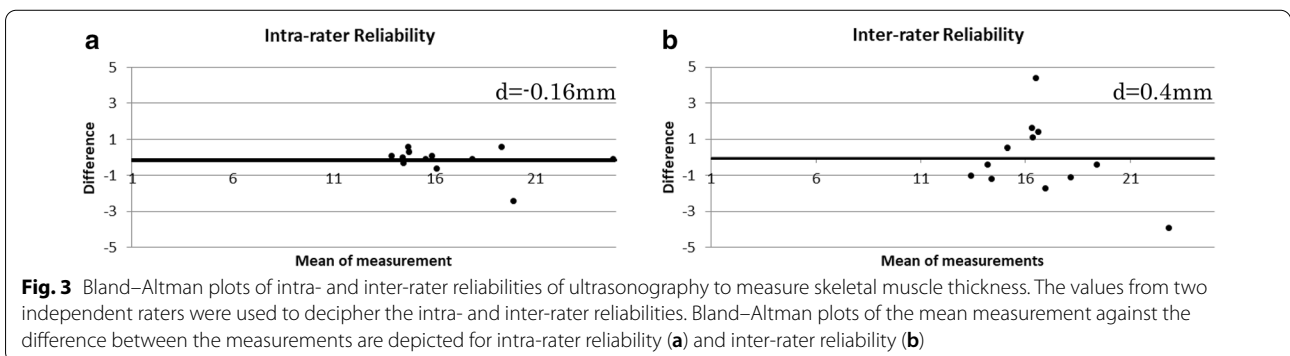 a
Intra-rater Reliability
5
3
1
-1
-3
-5
Difference
d=-0.16mm
1 6 11 16 21
Mean of measurement
b
Inter-rater Reliability
5
3
1
-1
-3
-5
Difference
d=0.4mm
1 6 11 16 21
Mean of measurements
Fig. 3 Bland–Altman plots of intra- and inter-rater reliabilities of ultrasonography to measure skeletal muscle thickness. The values from two
independent raters were used to decipher the intra- and inter-rater reliabilities. Bland–Altman plots of the mean measurement against the
difference between the measurements are depicted for intra-rater reliability (a) and inter-rater reliability (b)